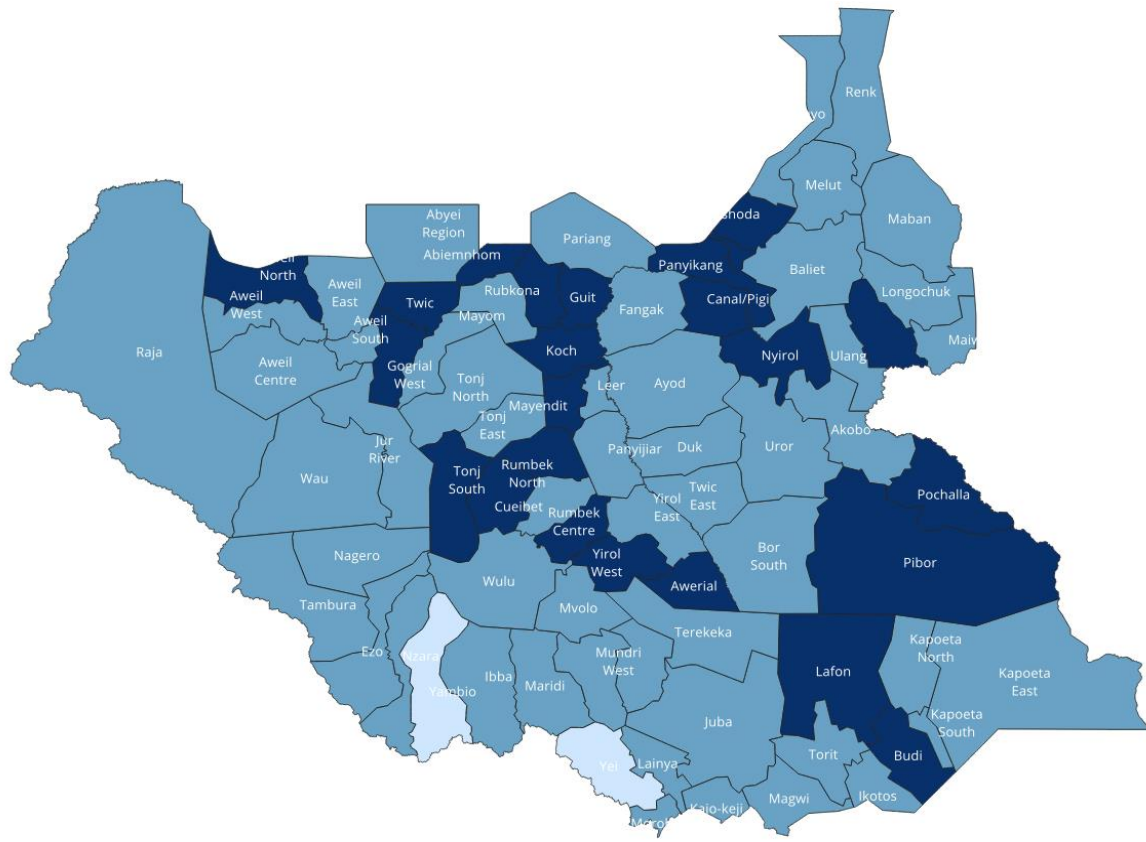 Renk
yo
Melut
Maban
Abyei
Region
shoda
Pariang
Abiemnhom
Panyikang
Baliet
North
Aweil
East
Longochuk
Aweil
West
Twic
Rubkona
Guit
Canal/Pigi
Fangak
Mayom
Aweil
South
Maiw
Raja
Koch
Nyirol
Ulang
Aweil
Centre
Gogrial
West
Tonj
North
Leer
Ayod
Mayendit
Tonj
East
Akobo
Jur
River
Panyijiar
Duk
Uror
Wau
Tonj
South
Rumbek
North
Pochalla
Cueibet
Rumbek
Centre
Yirol
East
Twic
East
Nagero
Yirol
West
Bor
South
Pibor
Wulu
Awerial
Tambura
Mvolo
Terekeka
Kapoeta
North
Ezo
Nzara
Mundri
West
Lafon
Kapoeta
East
Ibba
Yambio
Maridi
Juba
Kapoeta
South
Yei
Lainya
Torit
Budi
Ikotos
Magwi
Kajo-keji